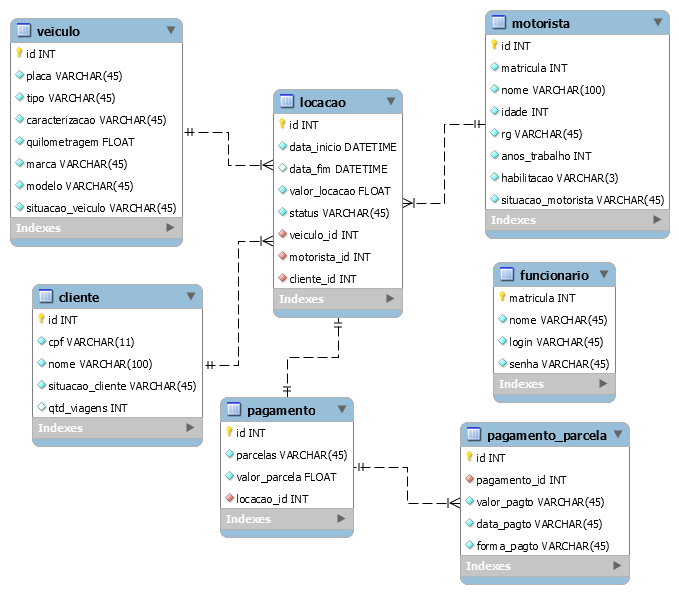 veiculo
id INT
placa VARCHAR(45)
tipo VARCHAR(45)
caracterizacao VARCHAR(45)
quilometragem FLOAT
marca VARCHAR(45)
modelo VARCHAR(45)
situacao_veiculo VARCHAR(45)
Indexes
locacao
id INT
data_inicio DATETIME
data_fim DATETIME
valor_locacao FLOAT
status VARCHAR(45)
veiculo_id INT
motorista_id INT
cliente_id INT
Indexes
motorista
id INT
matricula INT
nome VARCHAR(100)
idade INT
rg VARCHAR(45)
anos_trabalho INT
habilitacao VARCHAR(3)
situacao_motorista VARCHAR(45)
Indexes
cliente
id INT
cpf VARCHAR(11)
nome VARCHAR(100)
situacao_cliente VARCHAR(45)
qtd_viagens INT
Indexes
funcionario
matricula INT
nome VARCHAR(45)
login VARCHAR(45)
senha VARCHAR(45)
Indexes
pagamento
id INT
parcelas VARCHAR(45)
valor_parcela FLOAT
locacao_id INT
Indexes
pagamento_parcela
id INT
pagamento_id INT
valor_pagto VARCHAR(45)
data_pagto VARCHAR(45)
forma_pagto VARCHAR(45)
Indexes